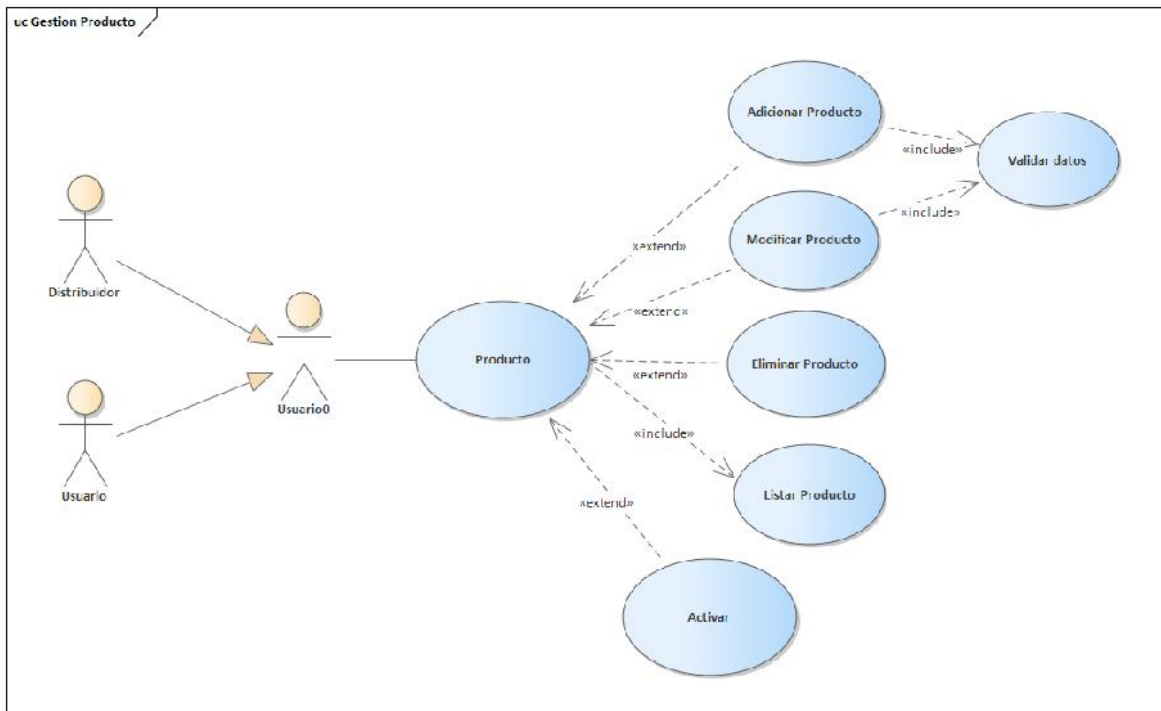 uc Gestion Producto
Adicionar Producto
«include»
Validar datos
«include»
Modificar Producto
«extend»
Distribuidor
«extend»
Producto
Eliminar Producto
«extend»
Usuario0
«include»
Usuario
Listar Producto
«extend»
Activar